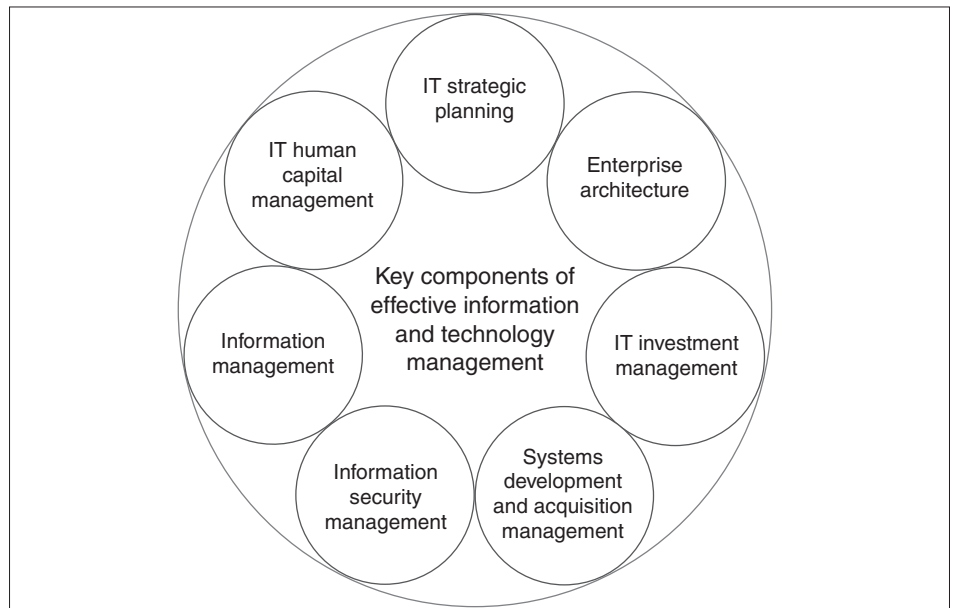 IT strategic
planning
Enterprise
architecture
IT investment
management
Systems
development
and acquisition
management
Information
security
management
Information
management
IT human
capital
management
Key components of
effective information
and technology
management